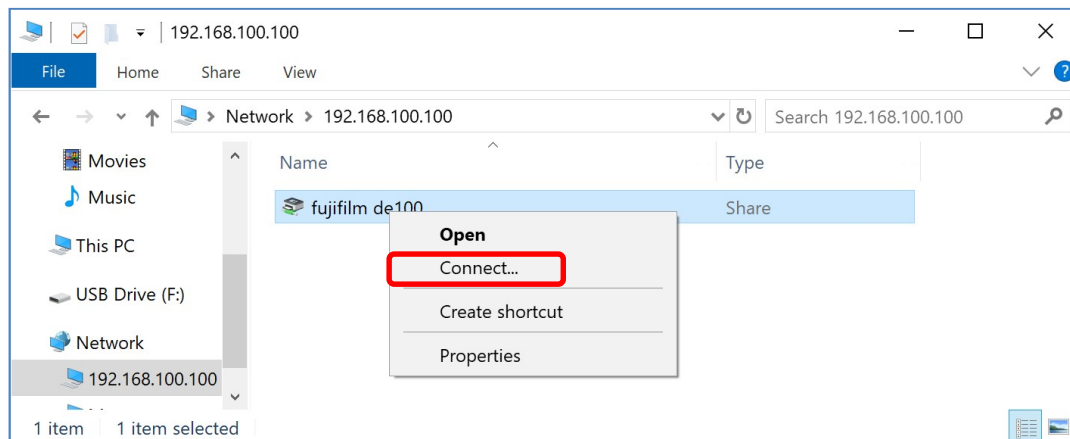 192.168.100.100
File Home Share View
Network > 192.168.100.100
Search 192.168.100.100
Movies
Music
This PC
USB Drive (F:)
Network
192.168.100.100
Name Type
fujifilm de100 Share
Open
Connect...
Create shortcut
Properties
1 item 1 item selected